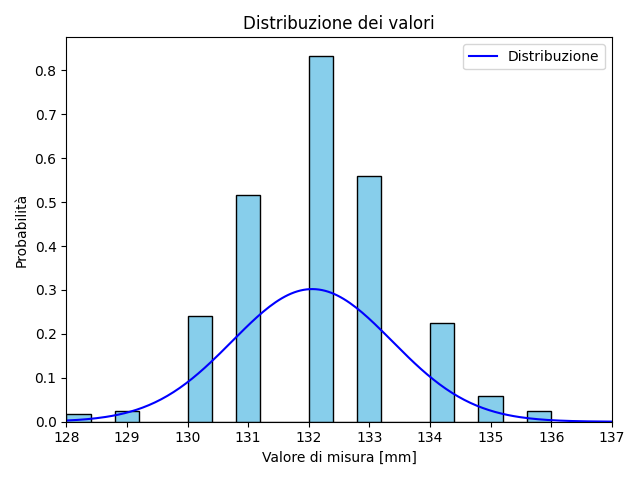 Distribuzione dei valori
Distribuzione
Probabilità
0.8
0.7
0.6
0.5
0.4
0.3
0.2
0.1
0.0
128 129 130 131 132 133 134 135 136 137
Valore di misura [mm]